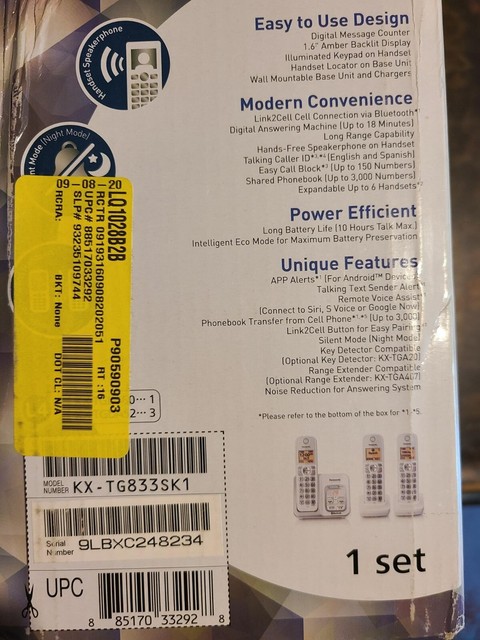 Handset Speakerphone
Easy to Use Design
Digital Message Counter
1.6” Amber Backlit Display
Illuminated Keypad on Handset
Handset Locator on Base Unit
Wall Mountable Base Unit and Chargers
Modern Convenience
Link2Cell Cell Connection via Bluetooth®
Digital Answering Machine (Up to 18 Minutes)
Long Range Capability
Hands-Free Speakerphone on Handset
(English and Spanish)
Talking Caller ID
Easy Call Block*³ (Up to 150 Numbers)
Shared Phonebook (Up to 3,000 Numbers)
Expandable Up to 6 Handsets*²
Power Efficient
Long Battery Life (10 Hours Talk Max.)
Intelligent Eco Mode for Maximum Battery Preservation
Unique Features
APP Alerts*¹ (For Android™ Devices
Talking Text Sender Alert
Remote Voice Assist
(Connect to Siri, S Voice or Google Now)
Phonebook Transfer from Cell Phone (Up to 3,000
Link2Cell Button for Easy Pairing
Silent Mode (Night Mode)
Key Detector Compatible
(Optional Key Detector: KX-TGA20)
Range Extender Compatible
(Optional Range Extender: KX-TGA407)
Noise Reduction for Answering System
*Please refer to the bottom of the box for *1-*5.
nt Mode (Night Mode)
09-08-20
LQ1028B2B
RCTR
UPC# 885170332928
SLP# 9323S109744
RCRA:
P90590903
RT: 16
BKT: None
DOT CL: N/A
0··· 1
2··· 3
MODEL NUMBER KX-TG833SK1
Serial Number 9LBXC248234
UPC
8 85170 33292 8
1 set